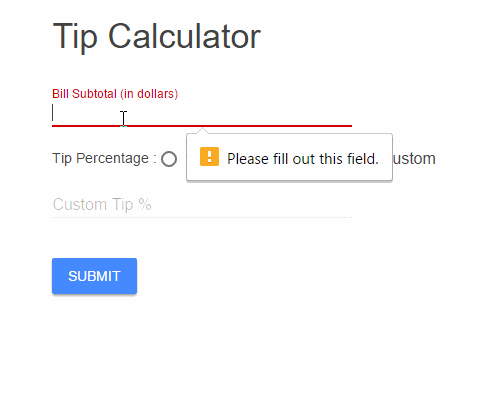 Tip Calculator
Bill Subtotal (in dollars)
Please fill out this field.
Tip Percentage :
ustom
Custom Tip %
SUBMIT